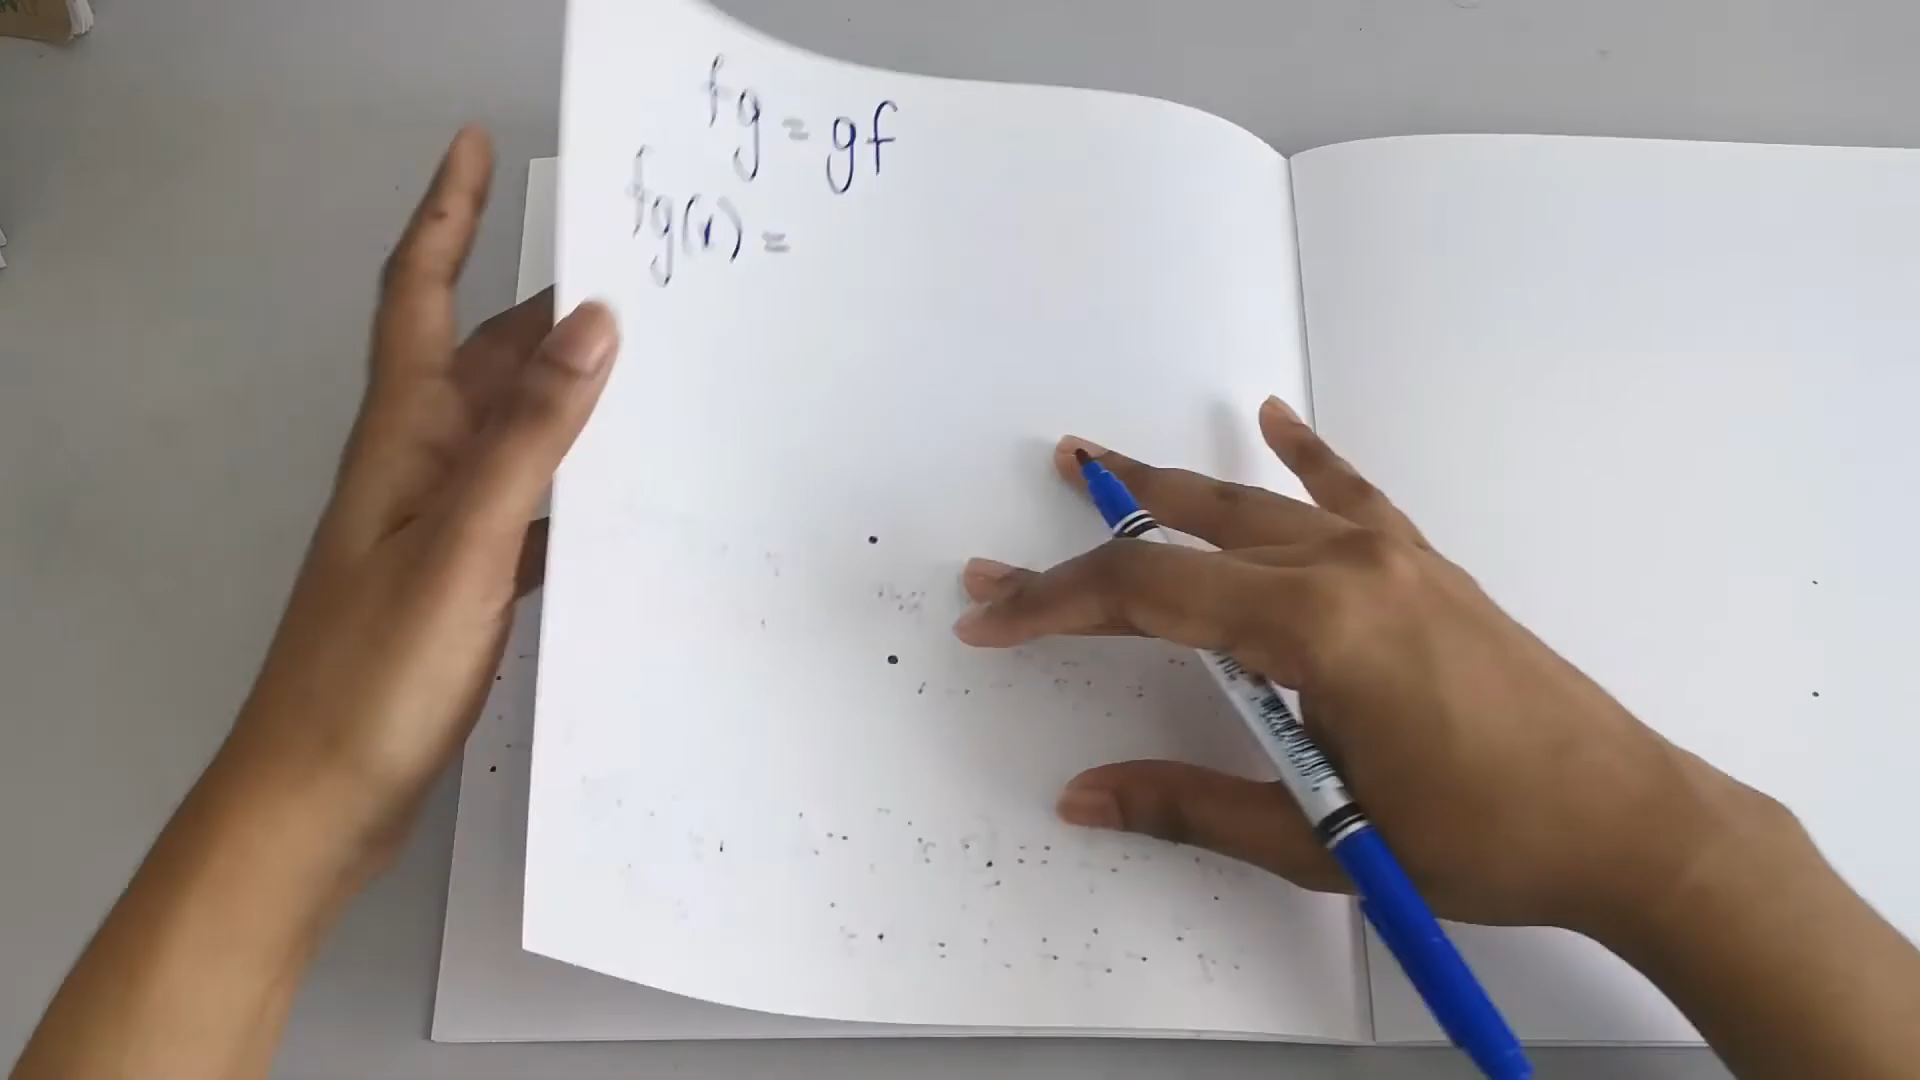 fg = gf
fg(x) =